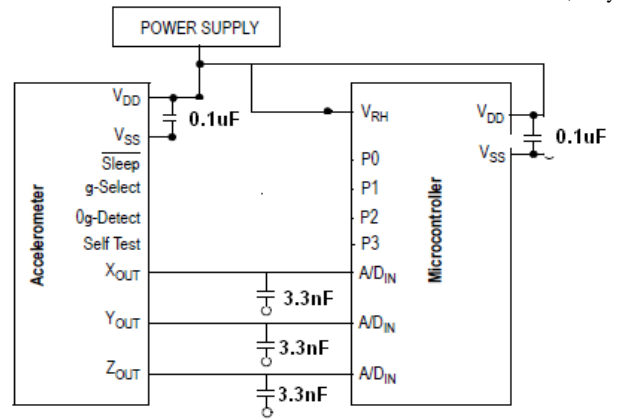 POWER SUPPLY
Accelerometer
VDD
VSS
Sleep
g-Select
0g-Detect
Self Test
XOUT
YOUT
ZOUT
0.1uF
3.3nF
3.3nF
3.3nF
VRH
P0
P1
P2
P3
A/DIN
A/DIN
A/DIN
Microcontroller
VDD
VSS
0.1uF